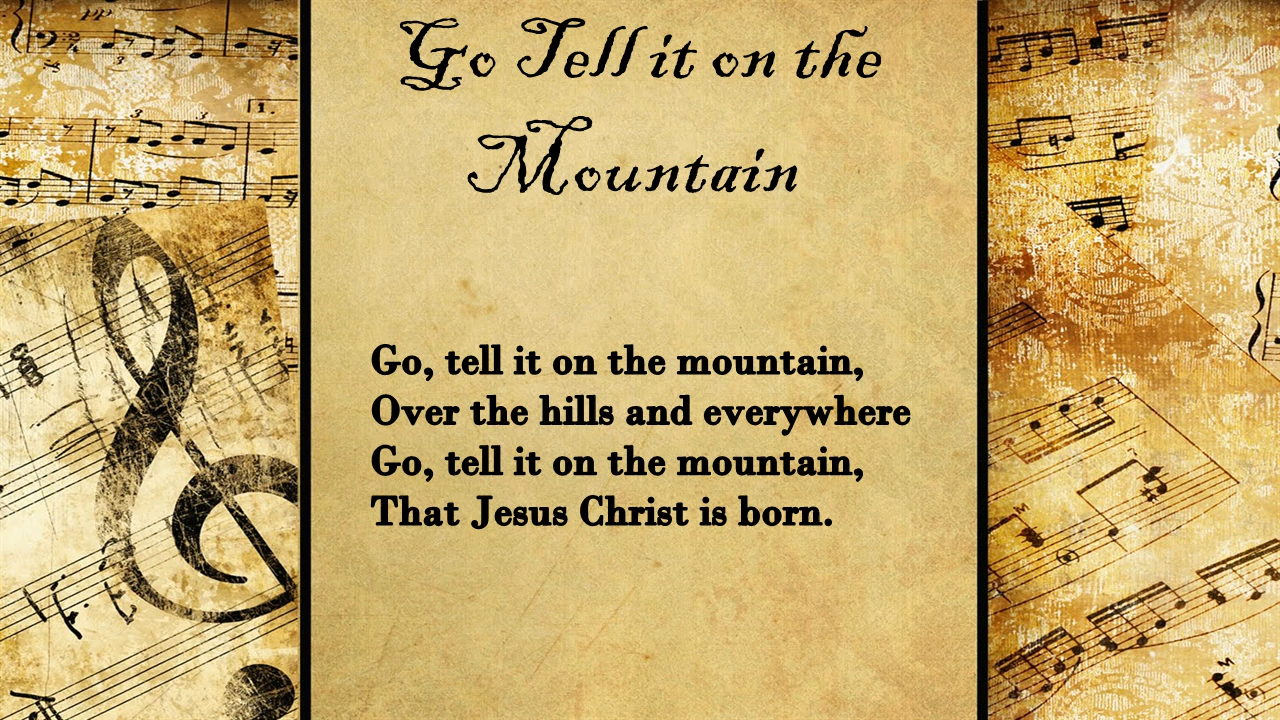 Go Tell it on the
Mountain
Go, tell it on the mountain,
Over the hills and everywhere
Go, tell it on the mountain,
That Jesus Christ is born.